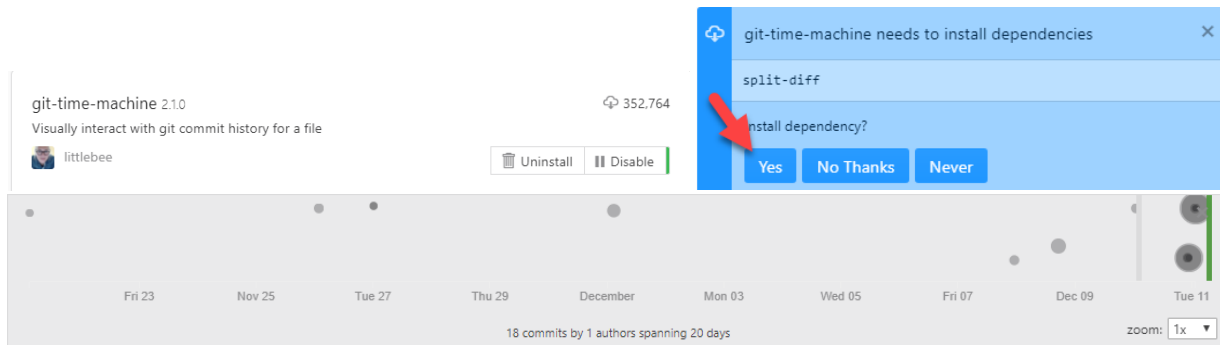 git-time-machine 2.1.0
352,764
Visually interact with git commit history for a file
littlebee
Uninstall
Disable
git-time-machine needs to install dependencies
×
split-diff
nstall dependency?
Yes
No Thanks
Never
Fri 23
Nov 25
Tue 27
Thu 29
December
Mon 03
Wed 05
Fri 07
Dec 09
Tue 11
18 commits by 1 authors spanning 20 days
zoom: 1x